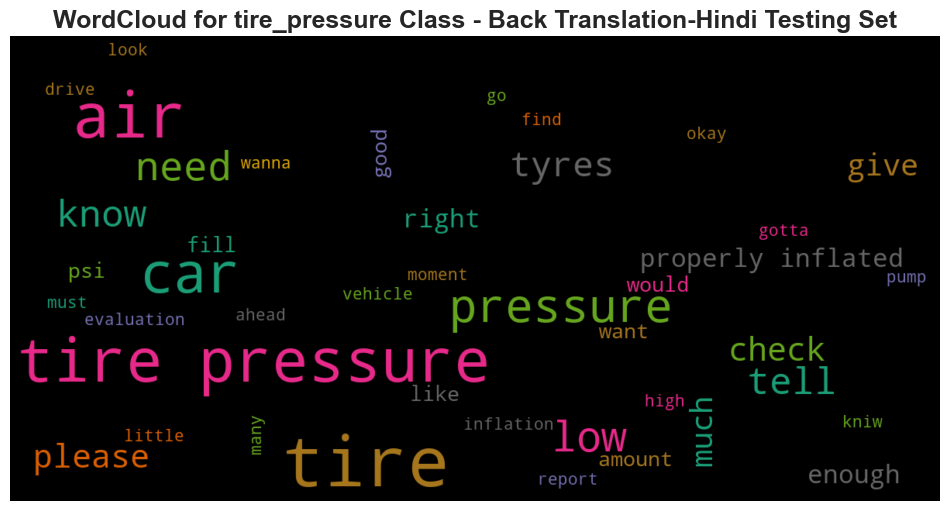 WordCloud for tire_pressure Class - Back Translation-Hindi Testing Set
look
drive
air
go
find
okay
need
wanna
good
tyres
give
know
right
gotta
fill
properly inflated
psi
car
moment
would
pump
must
vehicle
pressure
evaluation
ahead
want
tire pressure
check
tell
like
high
much
many
little
inflation
low
kniw
please
tire
amount
report
enough